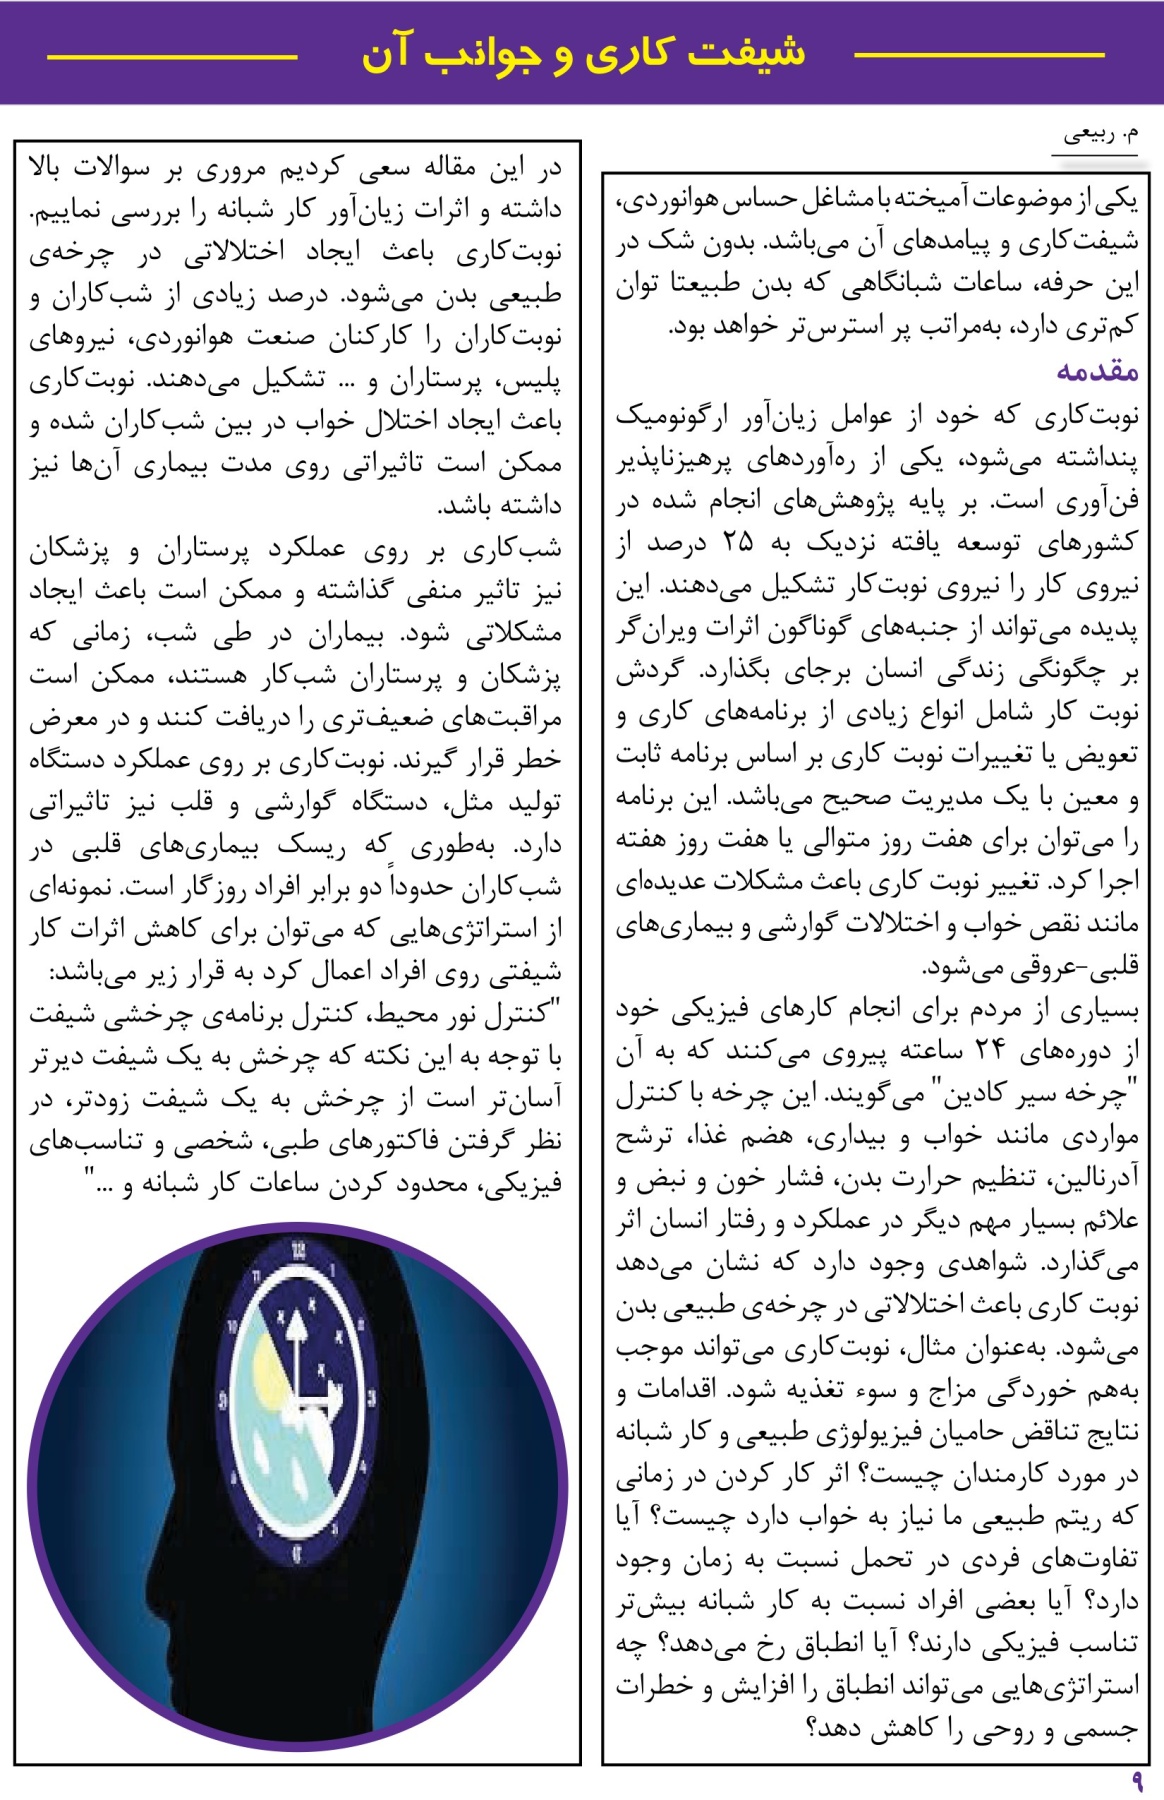 شیفت کاری و جوانب آن
م. ربیعی
یکی از موضوعات آمیخته با مشاغل حساس هوانوردی،
شیفت‌کاری و پیامدهای آن می‌باشد. بدون شک در
این حرفه، ساعات شبانگاهی که بدن طبیعتا توان
کم‌تری دارد، به‌مراتب پر استرس‌تر خواهد بود.
مقدمه
نوبت‌کاری که خود از عوامل زیان‌آور ارگونومیک
پنداشته می‌شود، یکی از ره‌آوردهای پرهیزناپذیر
فن‌آوری است. بر پایه پژوهش‌های انجام شده در
کشورهای توسعه یافته نزدیک به ۲۵ درصد از
نیروی کار را نیروی نوبت‌کار تشکیل می‌دهند. این
پدیده می‌تواند از جنبه‌های گوناگون اثرات ویران‌گر
بر چگونگی زندگی انسان برجای بگذارد. گردش
نوبت کار شامل انواع زیادی از برنامه‌های کاری و
تعویض یا تغییرات نوبت کاری بر اساس برنامه ثابت
و معین با یک مدیریت صحیح می‌باشد. این برنامه
را می‌توان برای هفت روز متوالی یا هفت روز هفته
اجرا کرد. تغییر نوبت کاری باعث مشکلات عدیده‌ای
مانند نقص خواب و اختلالات گوارشی و بیماری‌های
قلبی-عروقی می‌شود.
بسیاری از مردم برای انجام کارهای فیزیکی خود
از دوره‌های ۲۴ ساعته پیروی می‌کنند که به آن
"چرخه سیر کادین" می‌گویند. این چرخه با کنترل
مواردی مانند خواب و بیداری، هضم غذا، ترشح
آدرنالین، تنظیم حرارت بدن، فشار خون و نبض و
علائم بسیار مهم دیگر در عملکرد و رفتار انسان اثر
می‌گذارد. شواهدی وجود دارد که نشان می‌دهد
نوبت کاری باعث اختلالاتی در چرخه‌ی طبیعی بدن
می‌شود. به‌عنوان مثال، نوبت‌کاری می‌تواند موجب
به‌هم خوردگی مزاج و سوء تغذیه شود. اقدامات و
نتایج تناقض حامیان فیزیولوژی طبیعی و کار شبانه
در مورد کارمندان چیست؟ اثر کار کردن در زمانی
که ریتم طبیعی ما نیاز به خواب دارد چیست؟ آیا
تفاوت‌های فردی در تحمل نسبت به زمان وجود
دارد؟ آیا بعضی افراد نسبت به کار شبانه بیش‌تر
تناسب فیزیکی دارند؟ آیا انطباق رخ می‌دهد؟ چه
استراتژی‌هایی می‌تواند انطباق را افزایش و خطرات
جسمی و روحی را کاهش دهد؟
در این مقاله سعی کردیم مروری بر سوالات بالا
داشته و اثرات زیان‌آور کار شبانه را بررسی نماییم.
نوبت‌کاری باعث ایجاد اختلالاتی در چرخه‌ی
طبیعی بدن می‌شود. درصد زیادی از شب‌کاران و
نوبت‌کاران را کارکنان صنعت هوانوردی، نیروهای
پلیس، پرستاران و ... تشکیل می‌دهند. نوبت‌کاری
باعث ایجاد اختلال خواب در بین شب‌کاران شده و
ممکن است تاثیراتی روی مدت بیماری آن‌ها نیز
داشته باشد.
شب‌کاری بر روی عملکرد پرستاران و پزشکان
نیز تاثیر منفی گذاشته و ممکن است باعث ایجاد
مشکلاتی شود. بیماران در طی شب، زمانی که
پزشکان و پرستاران شب‌کار هستند، ممکن است
مراقبت‌های ضعیف‌تری را دریافت کنند و در معرض
خطر قرار گیرند. نوبت‌کاری بر روی عملکرد دستگاه
تولید مثل، دستگاه گوارشی و قلب نیز تاثیراتی
دارد. به‌طوری که ریسک بیماری‌های قلبی در
شب‌کاران حدوداً دو برابر افراد روزگار است. نمونه‌ای
از استراتژی‌هایی که می‌توان برای کاهش اثرات کار
شیفتی روی افراد اعمال کرد به قرار زیر می‌باشد:
"کنترل نور محیط، کنترل برنامه‌ی چرخشی شیفت
با توجه به این نکته که چرخش به یک شیفت دیرتر
آسان‌تر است از چرخش به یک شیفت زودتر، در
نظر گرفتن فاکتورهای طبی، شخصی و تناسب‌های
فیزیکی، محدود کردن ساعات کار شبانه و ..."
۹